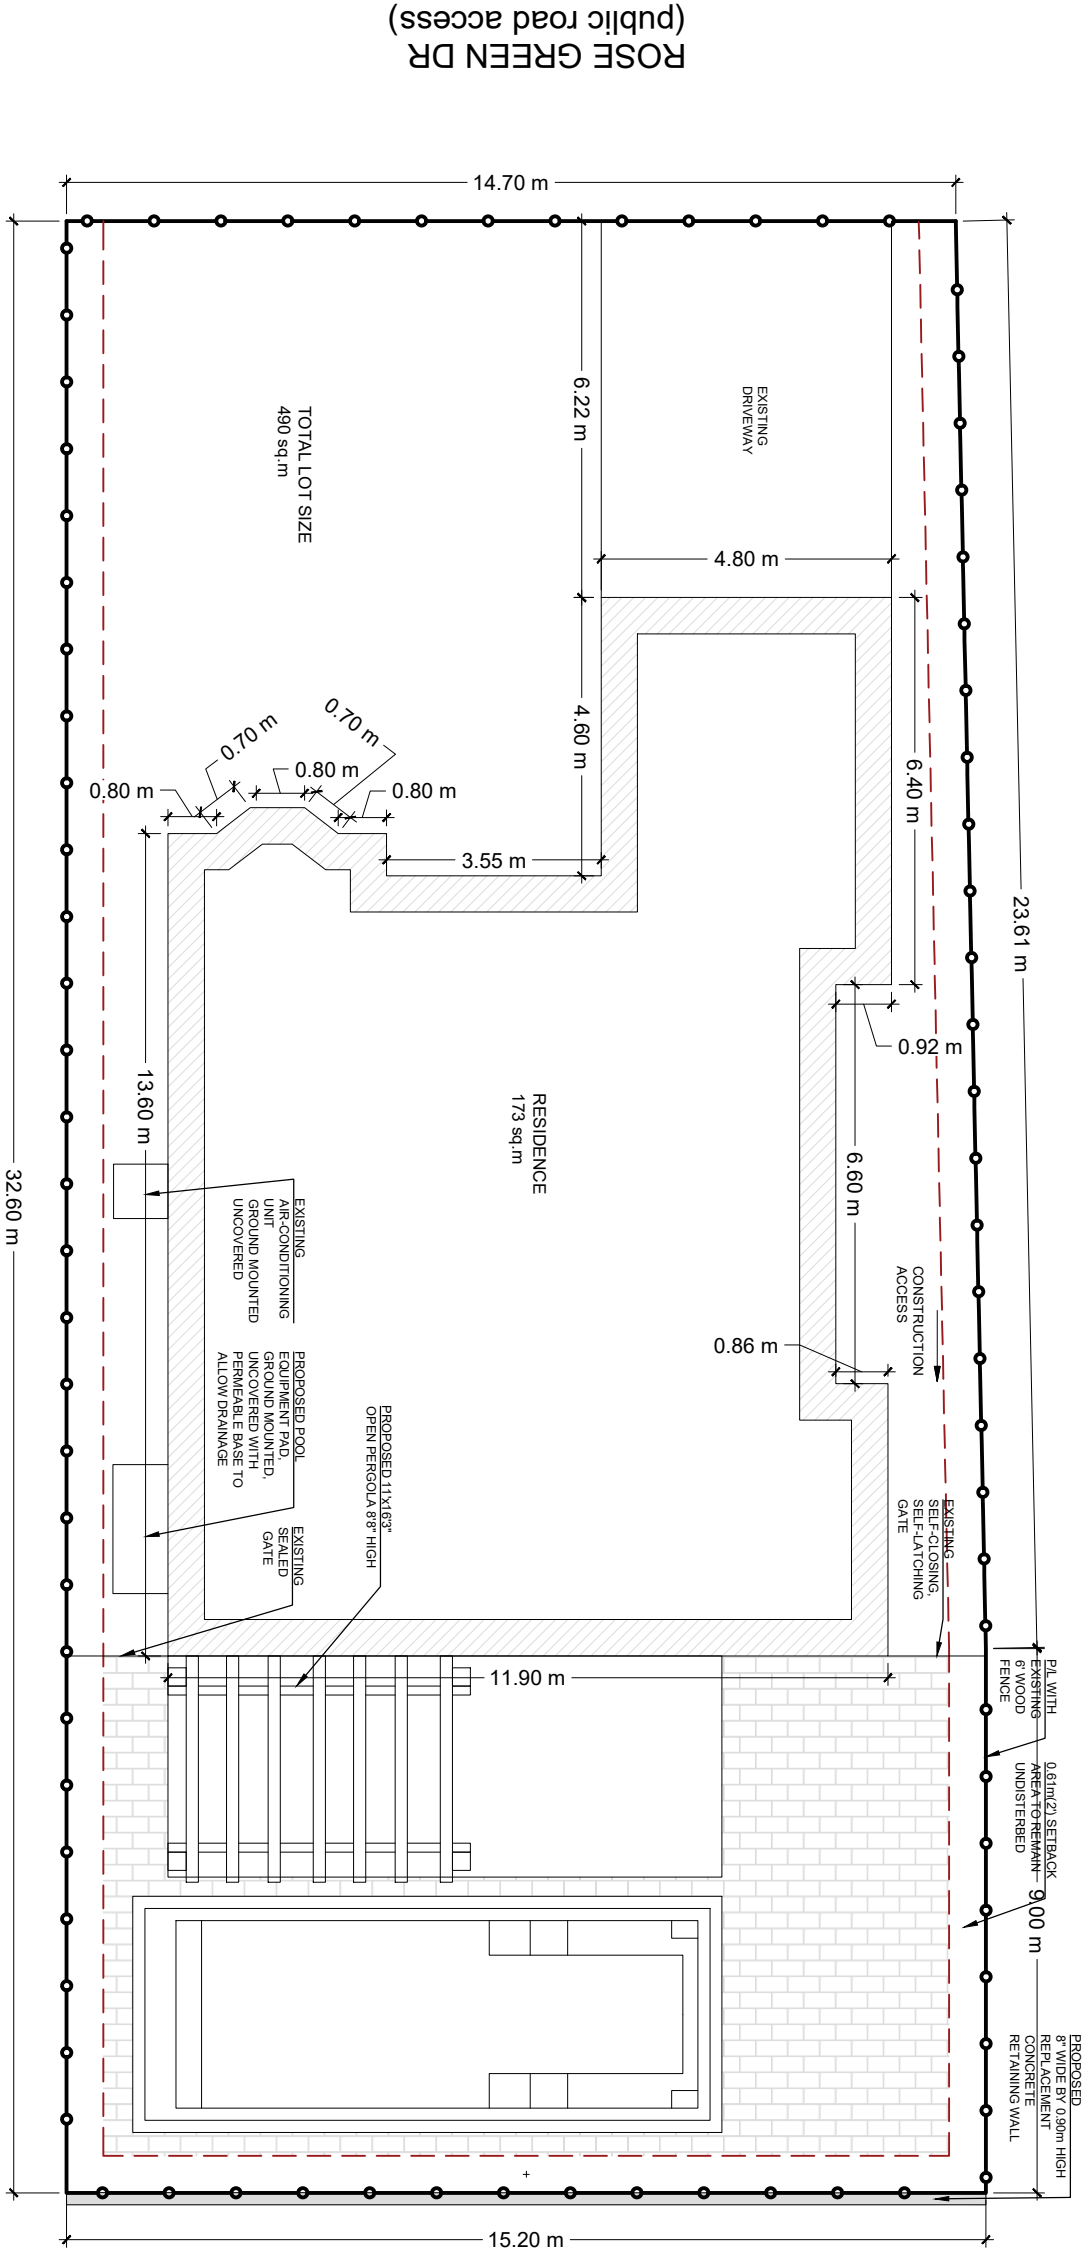 ROSE GREEN DR
(public road access)
14.70 m
23.61 m
32.60 m
6.22 m
EXISTING
DRIVEWAY
TOTAL LOT SIZE
490 sq.m
4.80 m
4.60 m
6.40 m
0.70 m
0.70 m
0.80 m
0.80 m
0.80 m
3.55 m
0.92 m
13.60 m
RESIDENCE
173 sq.m
6.60 m
0.86 m
CONSTRUCTION
ACCESS
EXISTING
AIR-CONDITIONING
UNIT
GROUND MOUNTED
UNCOVERED
PROPOSED POOL
EQUIPMENT PAD,
GROUND MOUNTED,
UNCOVERED WITH
PERMEABLE BASE TO
ALLOW DRAINAGE
EXISTING
SEALED
GATE
PROPOSED 11'x16'3"
OPEN PERGOLA 8'8" HIGH
EXISTING
SELF-CLOSING,
SELF-LATCHING
GATE
11.90 m
P/L WITH
EXISTING
6' WOOD
FENCE
0.61m(2') SETBACK
AREA TO REMAIN
UNDISTERBED
9.00 m
PROPOSED
8" WIDE BY 0.90m HIGH
REPLACEMENT
CONCRETE
RETAINING WALL
15.20 m